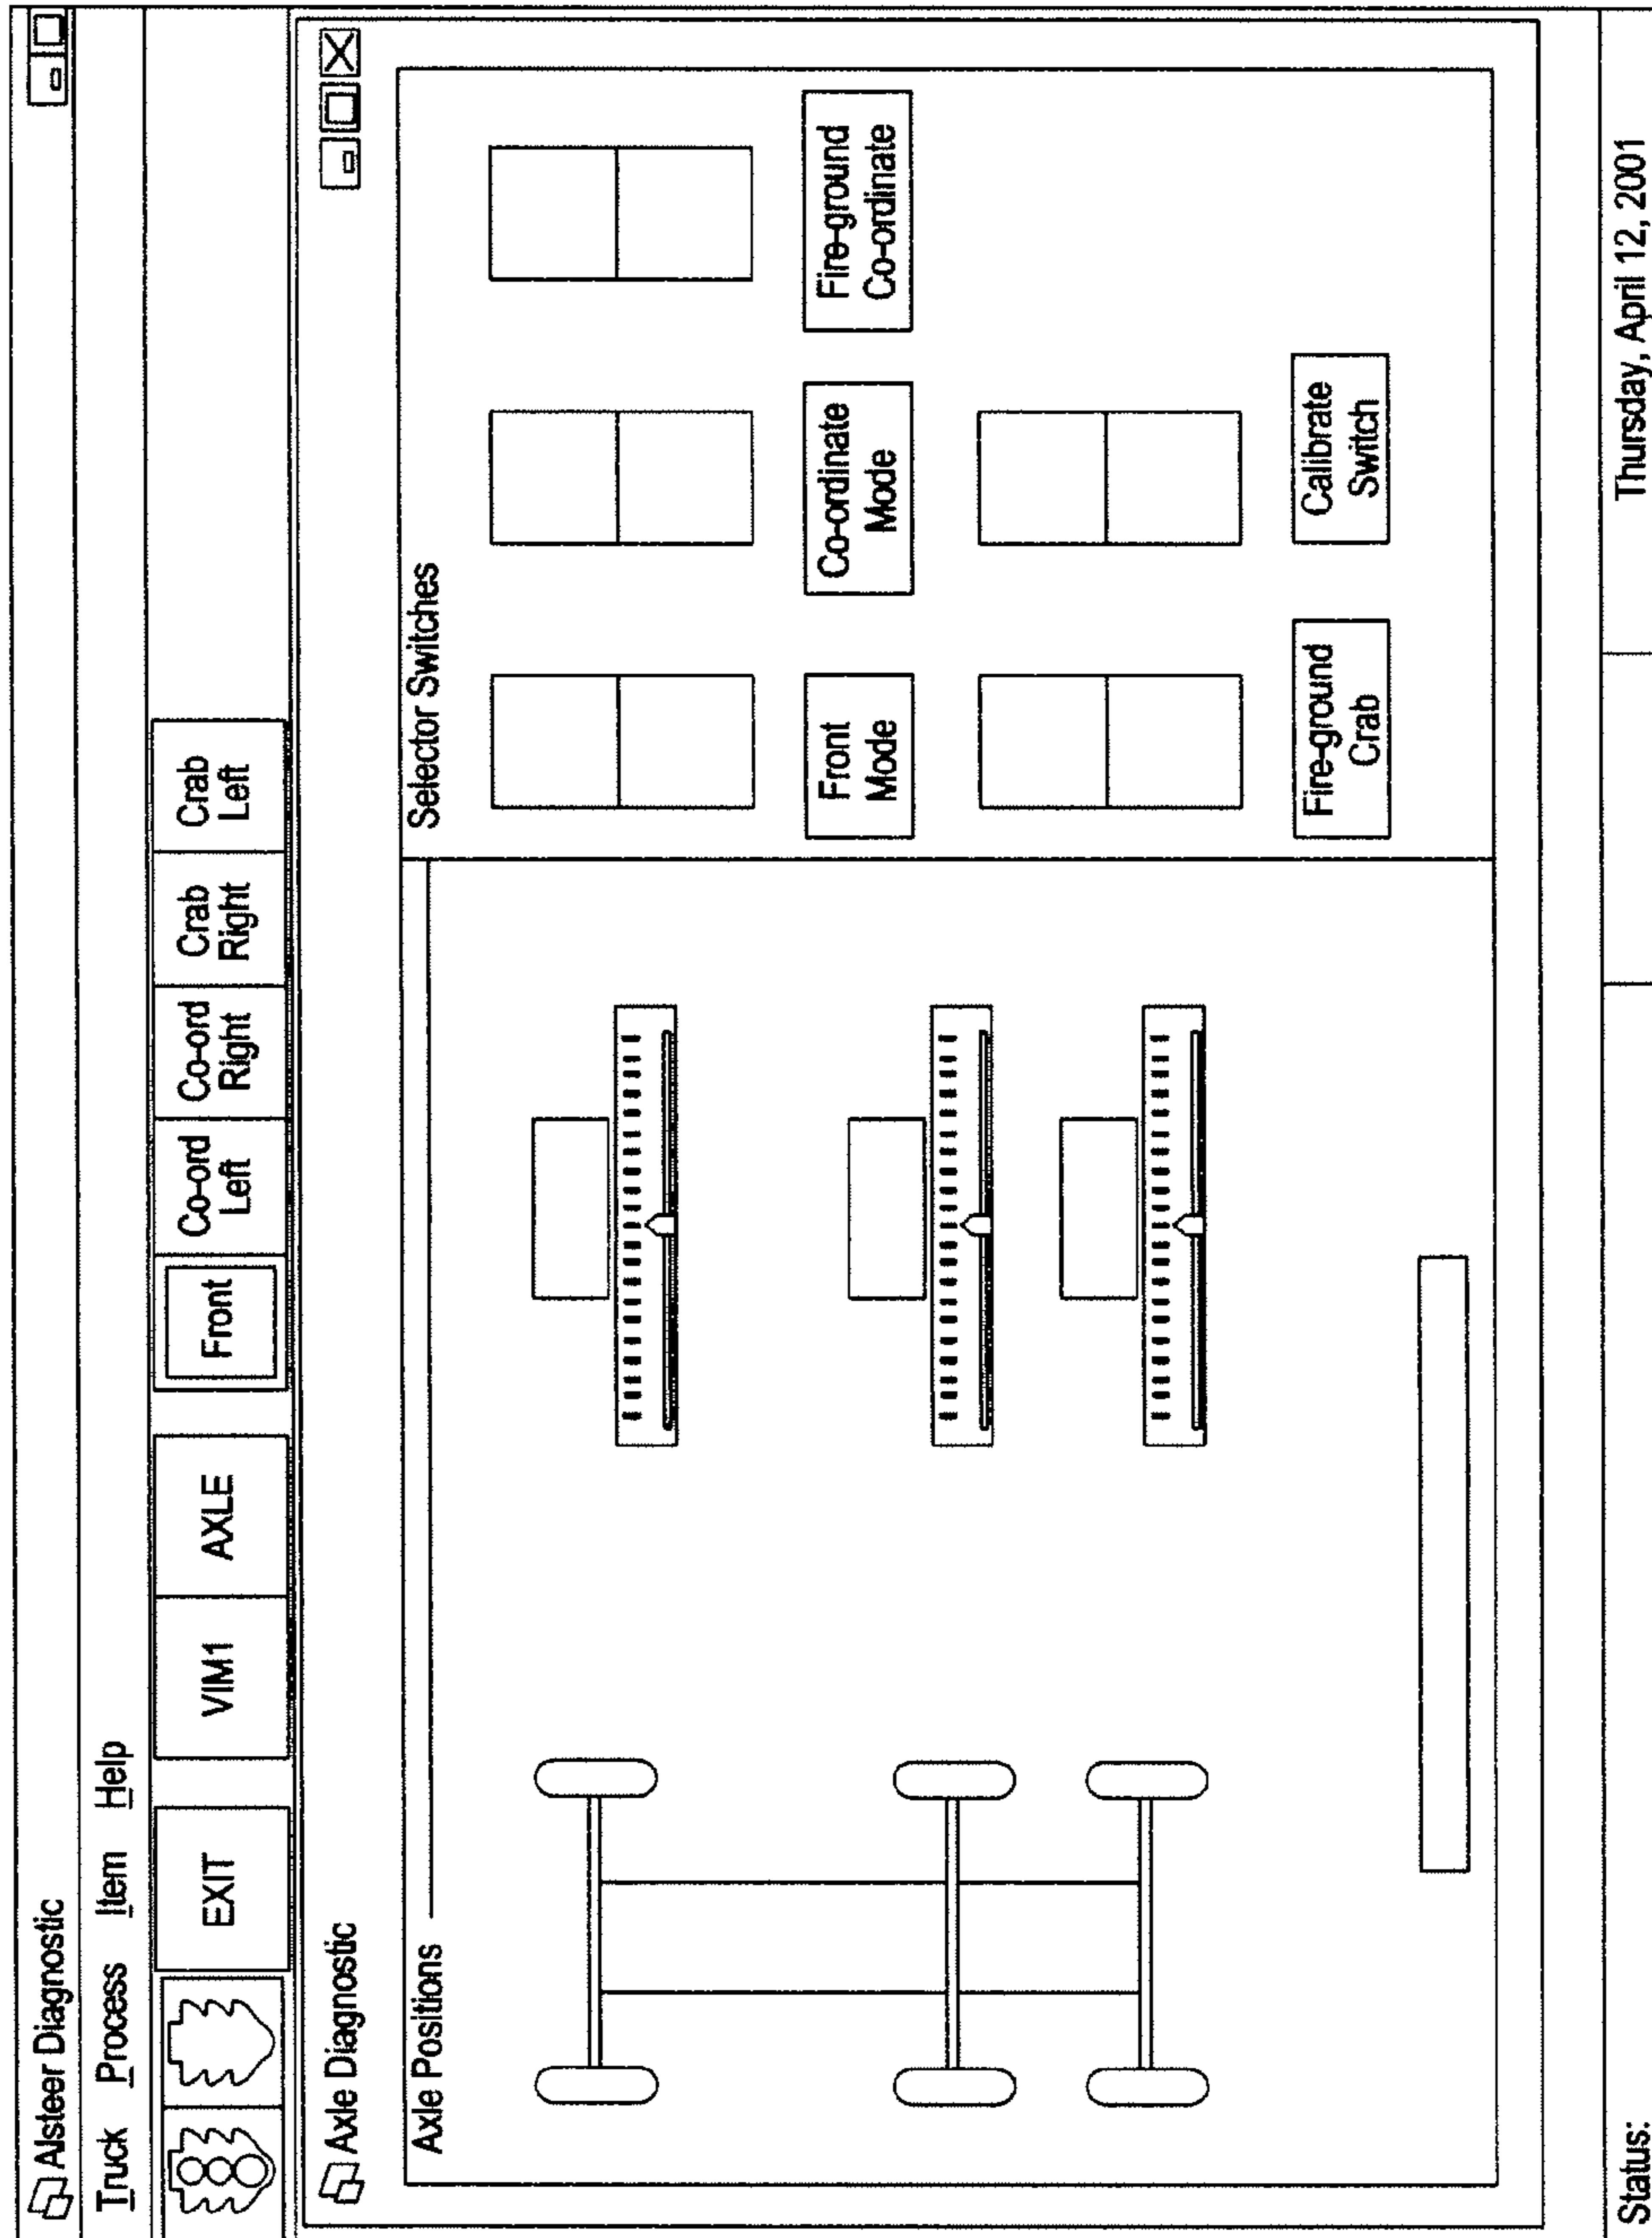 Alsteer Diagnostic
Truck Process Item Help
EXIT VIM1 AXLE Front Co-ord Left Co-ord Right Crab Right Crab Left
Axle Diagnostic
Axle Positions
Selector Switches
Front
Mode
Co-ordinate
Mode
Fire-ground
Co-ordinate
Fire-ground
Crab
Calibrate
Switch
Status:
Thursday, April 12, 2001